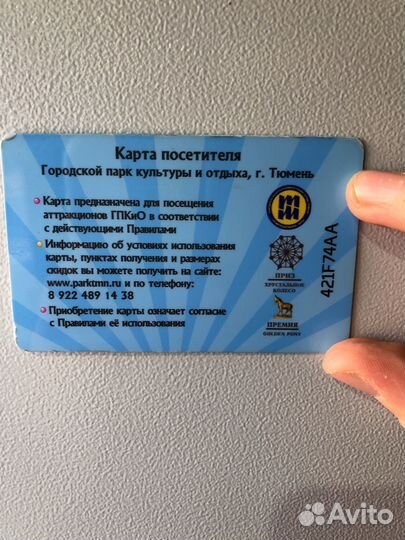 Карта посетителя
Городской парк культуры и отдыха, г. Тюмень
Карта предназначена для посещения
аттракционов ГПКиО в соответствии
с действующими Правилами
Информацию об условиях использования
карты, пунктах получения и размерах
скидок вы можете получить на сайте:
www.parktmn.ru и по телефону:
8 922 489 14 38
Приобретение карты означает согласие
с Правилами её использования
ПРИЗ
ХРУСТАЛЬНОЕ
КОЛЕСО
ПРЕМИЯ
GOLDEN PONY
421F74AA
Avito